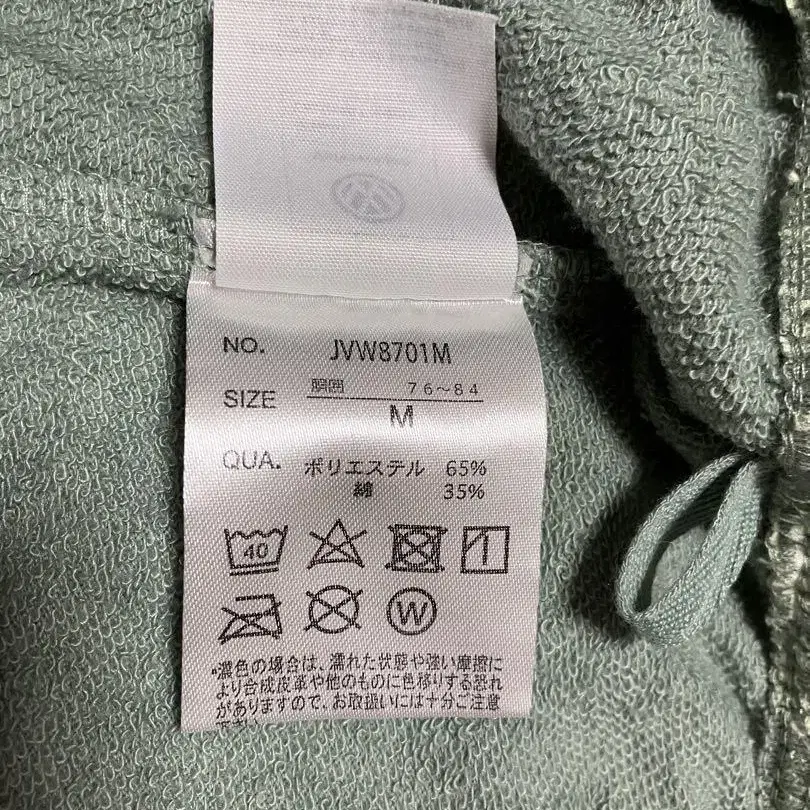 NO. JVW8701M
胴囲 76～84
SIZE M
QUA. ポリエステル 65%
綿 35%
40
W
・濃色の場合は、濡れた状態や強い摩擦に
より合成皮革や他のものに色移りする恐れ
がありますので、お取扱いには十分ご注意